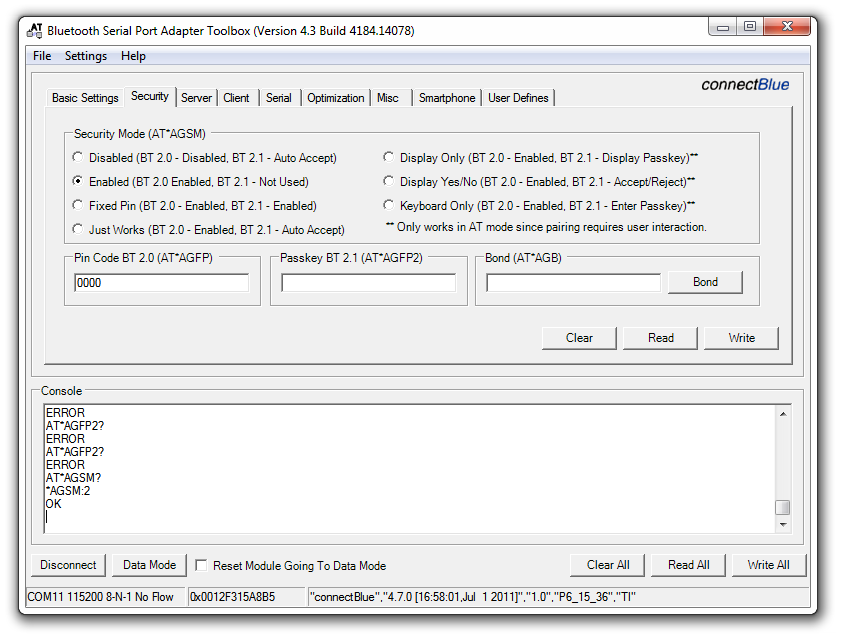 AT Bluetooth Serial Port Adapter Toolbox (Version 4.3 Build 4184.14078)
File Settings Help
connectBlue
Basic Settings Security Server Client Serial Optimization Misc Smartphone User Defines
Security Mode (AT*AGSM)
Disabled (BT 2.0 - Disabled, BT 2.1 - Auto Accept)
Display Only (BT 2.0 - Enabled, BT 2.1 - Display Passkey)**
Enabled (BT 2.0 Enabled, BT 2.1 - Not Used)
Display Yes/No (BT 2.0 - Enabled, BT 2.1 - Accept/Reject)**
Fixed Pin (BT 2.0 - Enabled, BT 2.1 - Enabled)
Keyboard Only (BT 2.0 - Enabled, BT 2.1 - Enter Passkey)**
Just Works (BT 2.0 - Enabled, BT 2.1 - Auto Accept)
** Only works in AT mode since pairing requires user interaction.
Pin Code BT 2.0 (AT*AGFP) Passkey BT 2.1 (AT*AGFP2) Bond (AT*AGB)
0000 Bond
Clear Read Write
Console
ERROR
AT*AGFP2?
ERROR
AT*AGFP2?
ERROR
AT*AGSM?
*AGSM:2
OK
Disconnect Data Mode Reset Module Going To Data Mode Clear All Read All Write All
COM11 115200 8-N-1 No Flow 0x0012F315A8B5 "connectBlue","4.7.0 [16:58:01,Jul  1 2011]","1.0","P6_15_36","TI"